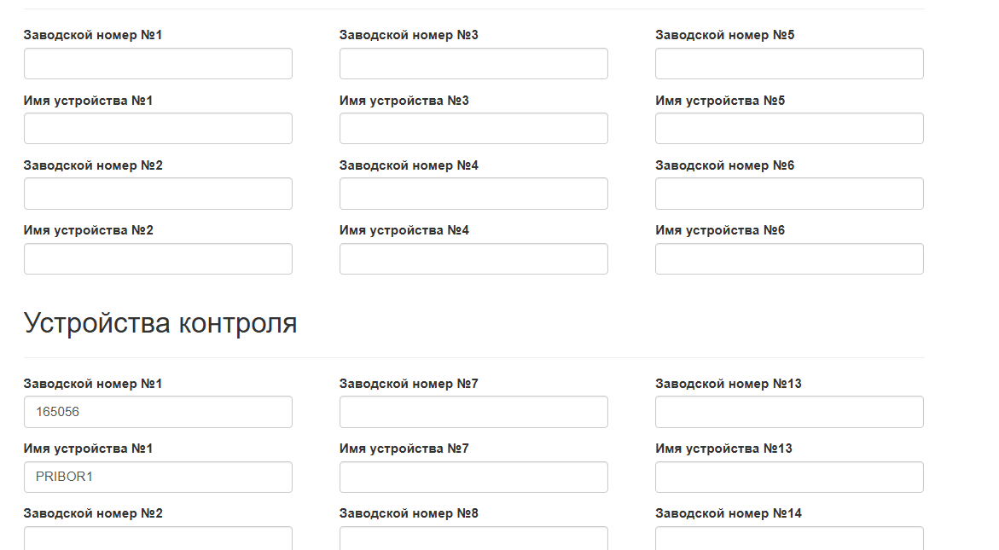 Заводской номер №1
Заводской номер №3
Заводской номер №5
Имя устройства №1
Имя устройства №3
Имя устройства №5
Заводской номер №2
Заводской номер №4
Заводской номер №6
Имя устройства №2
Имя устройства №4
Имя устройства №6
Устройства контроля
Заводской номер №1
Заводской номер №7
Заводской номер №13
165056
Имя устройства №1
Имя устройства №7
Имя устройства №13
PRIBOR1
Заводской номер №2
Заводской номер №8
Заводской номер №14